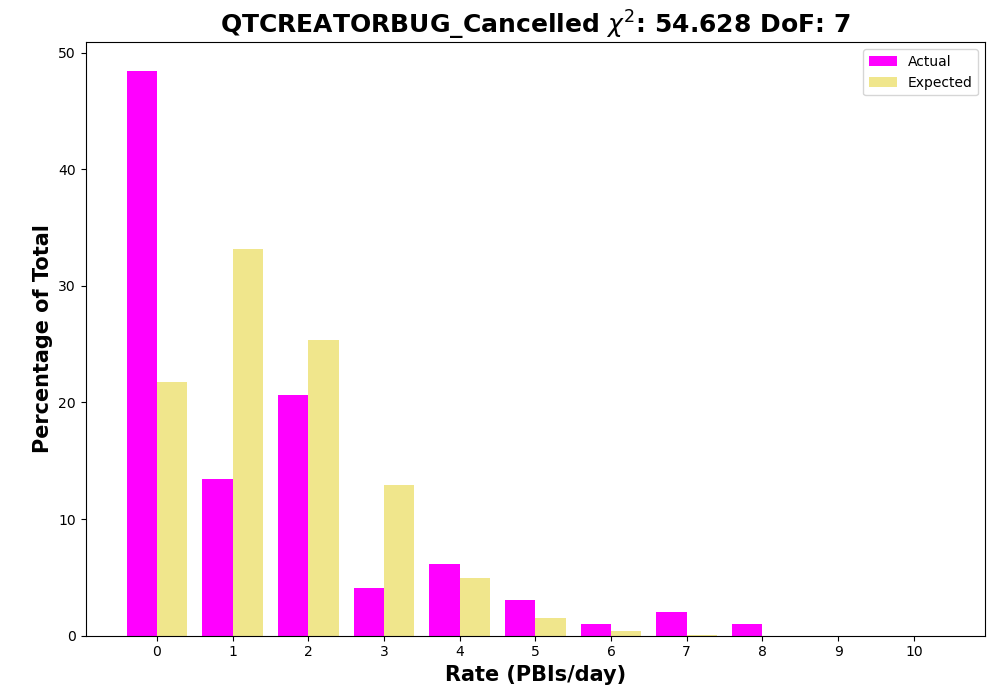 QTCREATORBUG_Cancelled χ²: 54.628 DoF: 7
Actual
Expected
Percentage of Total
50
40
30
20
10
0
0 1 2 3 4 5 6 7 8 9 10
Rate (PBIs/day)